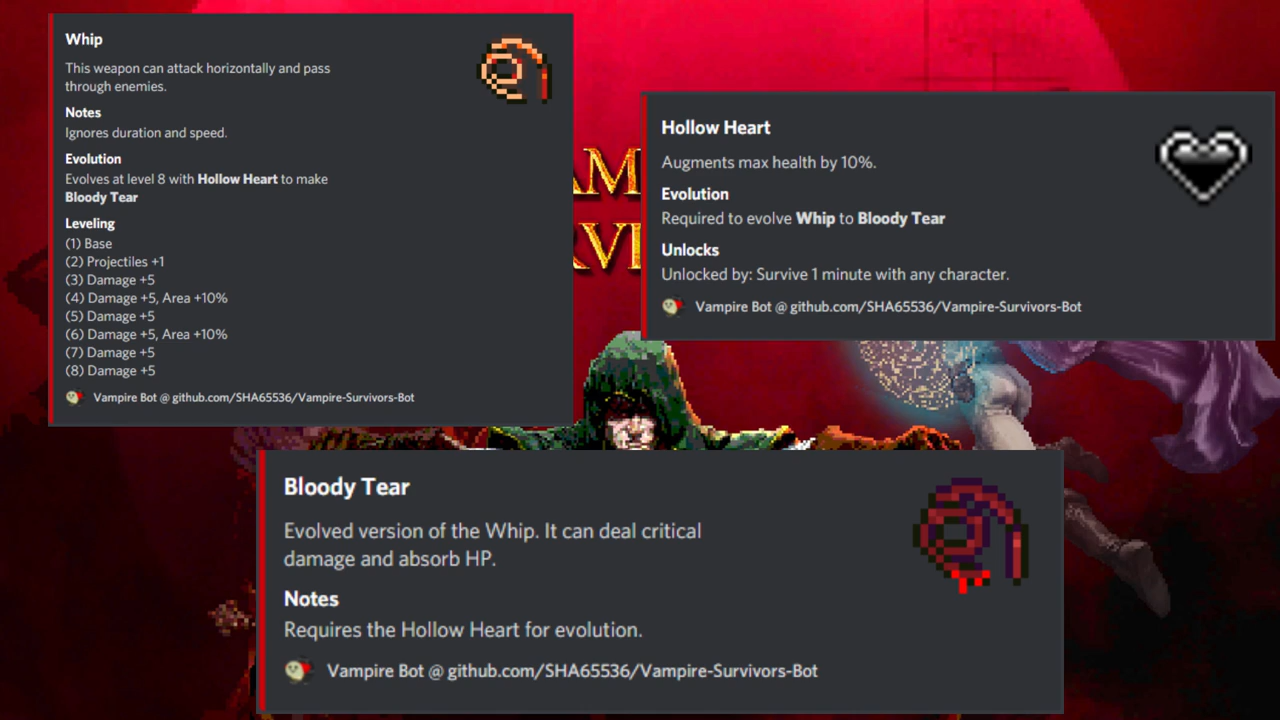 Whip
This weapon can attack horizontally and pass
through enemies.
Notes
Ignores duration and speed.
Evolution
Evolves at level 8 with Hollow Heart to make
Bloody Tear
Leveling
(1) Base
(2) Projectiles +1
(3) Damage +5
(4) Damage +5, Area +10%
(5) Damage +5
(6) Damage +5, Area +10%
(7) Damage +5
(8) Damage +5
Vampire Bot @ github.com/SHA65536/Vampire-Survivors-Bot
Hollow Heart
Augments max health by 10%.
Evolution
Required to evolve Whip to Bloody Tear
Unlocks
Unlocked by: Survive 1 minute with any character.
Vampire Bot @ github.com/SHA65536/Vampire-Survivors-Bot
Bloody Tear
Evolved version of the Whip. It can deal critical
damage and absorb HP.
Notes
Requires the Hollow Heart for evolution.
Vampire Bot @ github.com/SHA65536/Vampire-Survivors-Bot